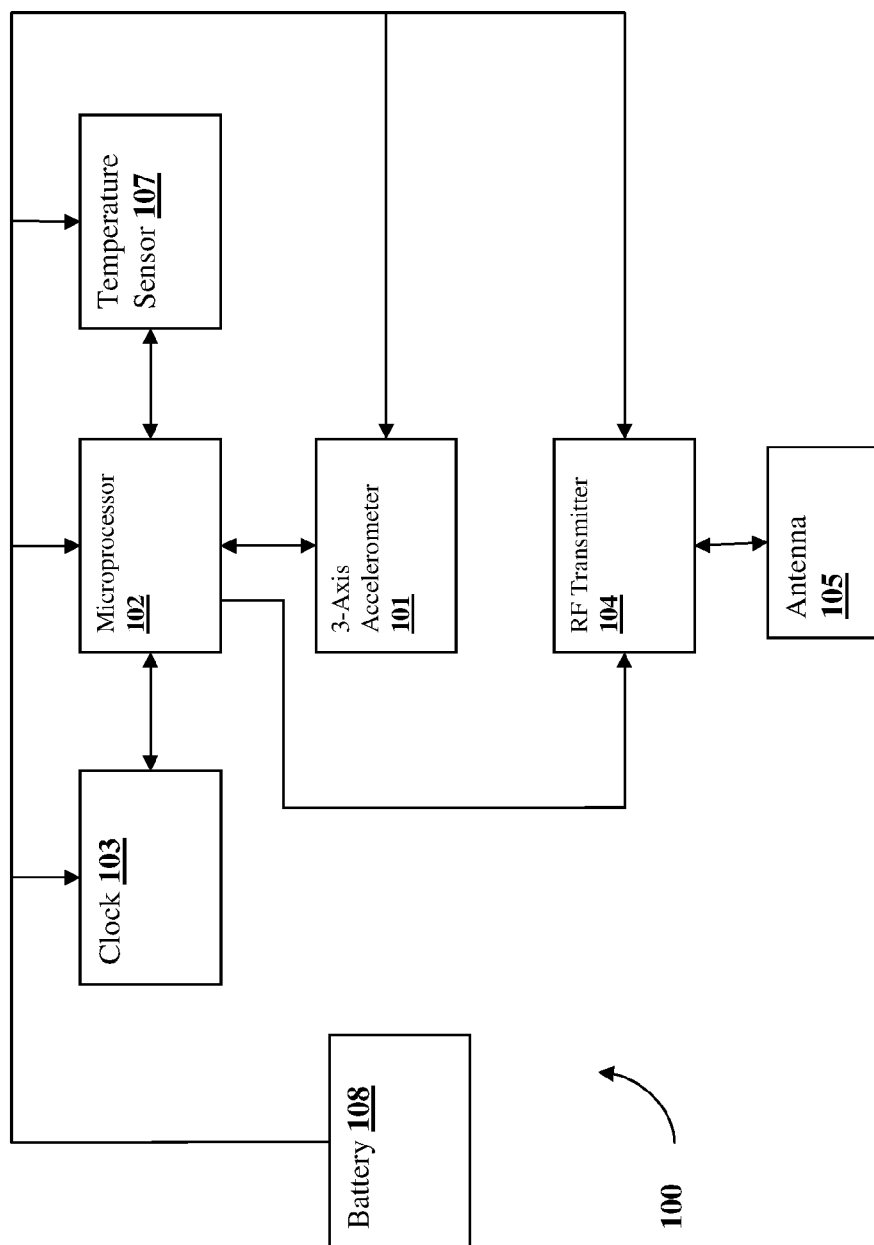 Battery 108
Clock 103
Microprocessor
102
Temperature
Sensor 107
3-Axis
Accelerometer
101
RF Transmitter
104
Antenna
105
100